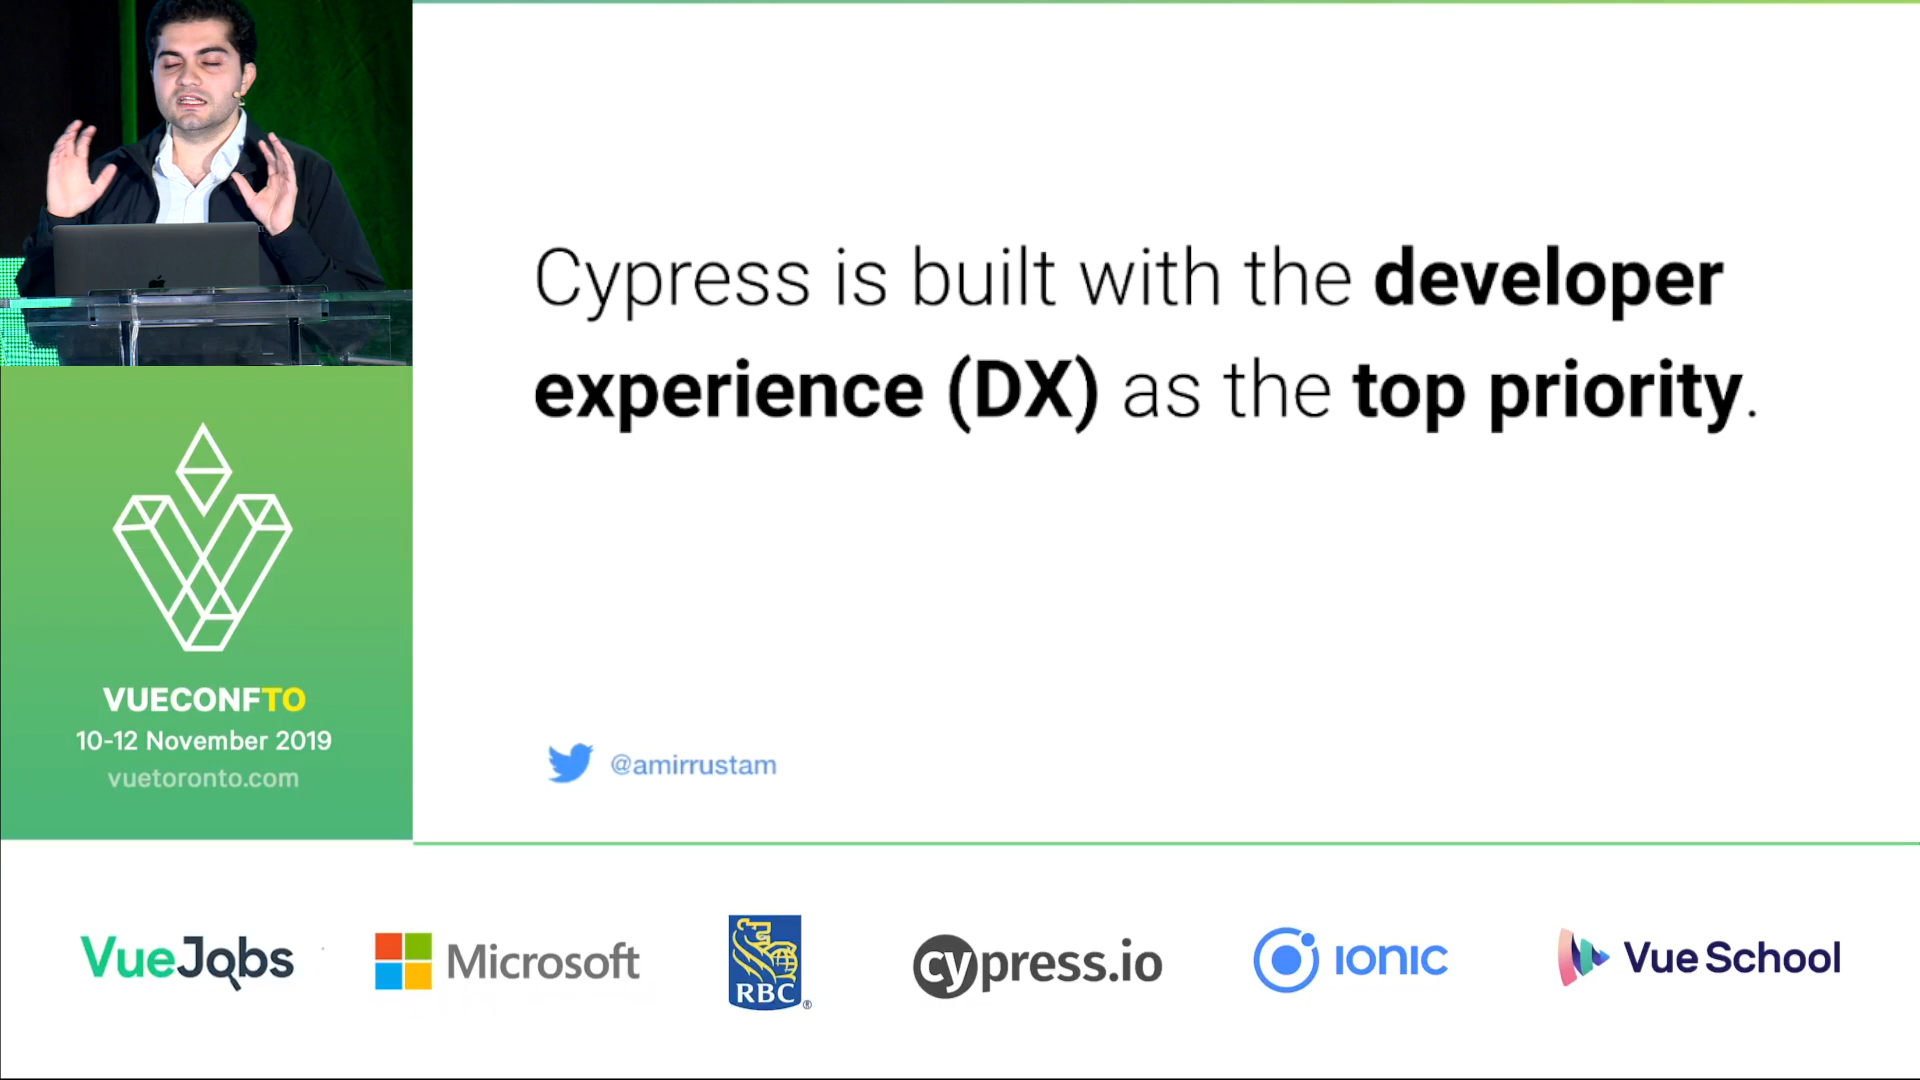 Cypress is built with the developer
experience (DX) as the top priority.
@amirrustam
VUECONFTO
10-12 November 2019
vuetoronto.com
VueJobs
Microsoft
RBC®
cypress.io
IONIC
Vue School